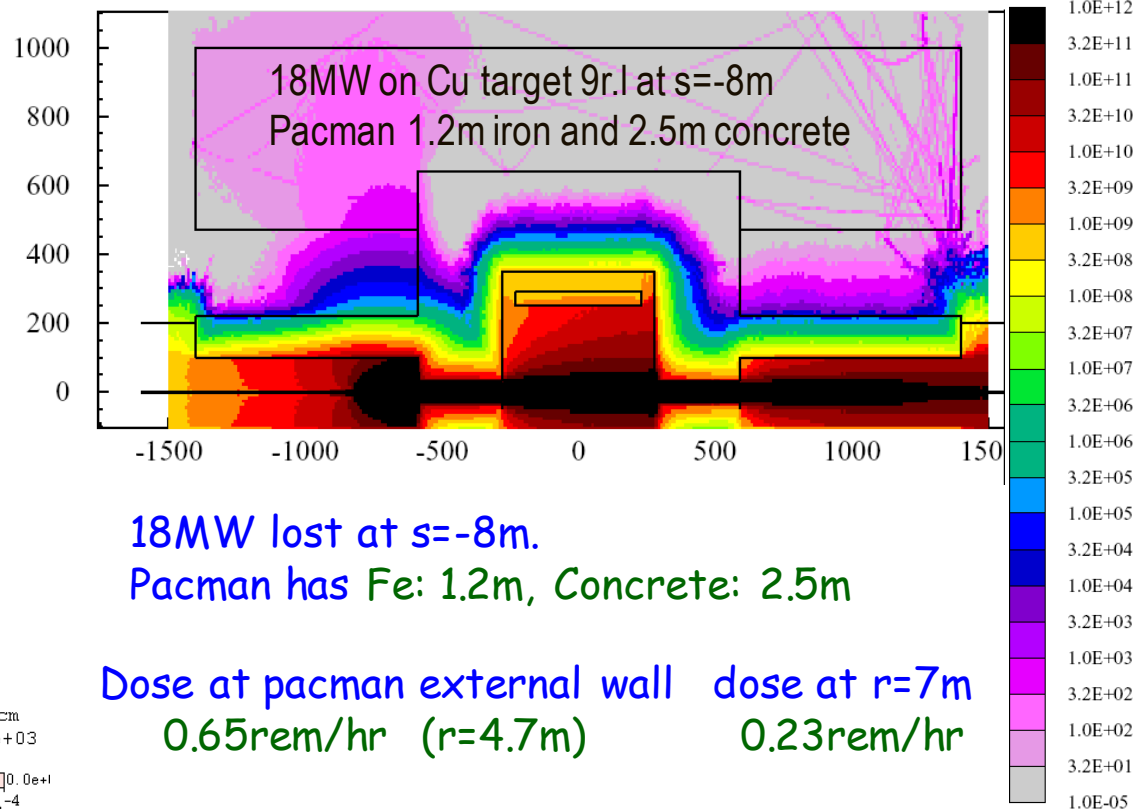 18MW on Cu target 9r.l at s=-8m
Pacman 1.2m iron and 2.5m concrete
1000
800
600
400
200
0
-1500 -1000 -500 0 500 1000 150
1.0E+12
3.2E+11
1.0E+11
3.2E+10
1.0E+10
3.2E+09
1.0E+09
3.2E+08
1.0E+08
3.2E+07
1.0E+07
3.2E+06
1.0E+06
3.2E+05
1.0E+05
3.2E+04
1.0E+04
3.2E+03
1.0E+03
3.2E+02
1.0E+02
3.2E+01
1.0E-05
18MW lost at s=-8m.
Pacman has Fe: 1.2m, Concrete: 2.5m
Dose at pacman external wall dose at r=7m
0.65rem/hr (r=4.7m) 0.23rem/hr
cm
+03
0.0e+
-4